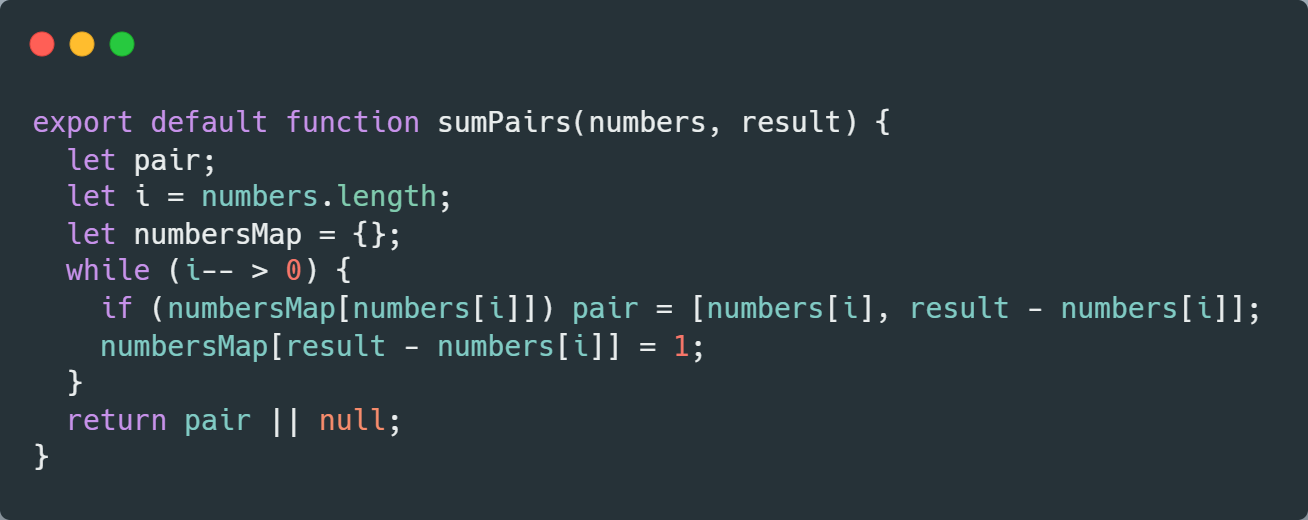 export default function sumPairs(numbers, result) {
  let pair;
  let i = numbers.length;
  let numbersMap = {};
  while (i-- > 0) {
    if (numbersMap[numbers[i]]) pair = [numbers[i], result - numbers[i]];
    numbersMap[result - numbers[i]] = 1;
  }
  return pair || null;
}